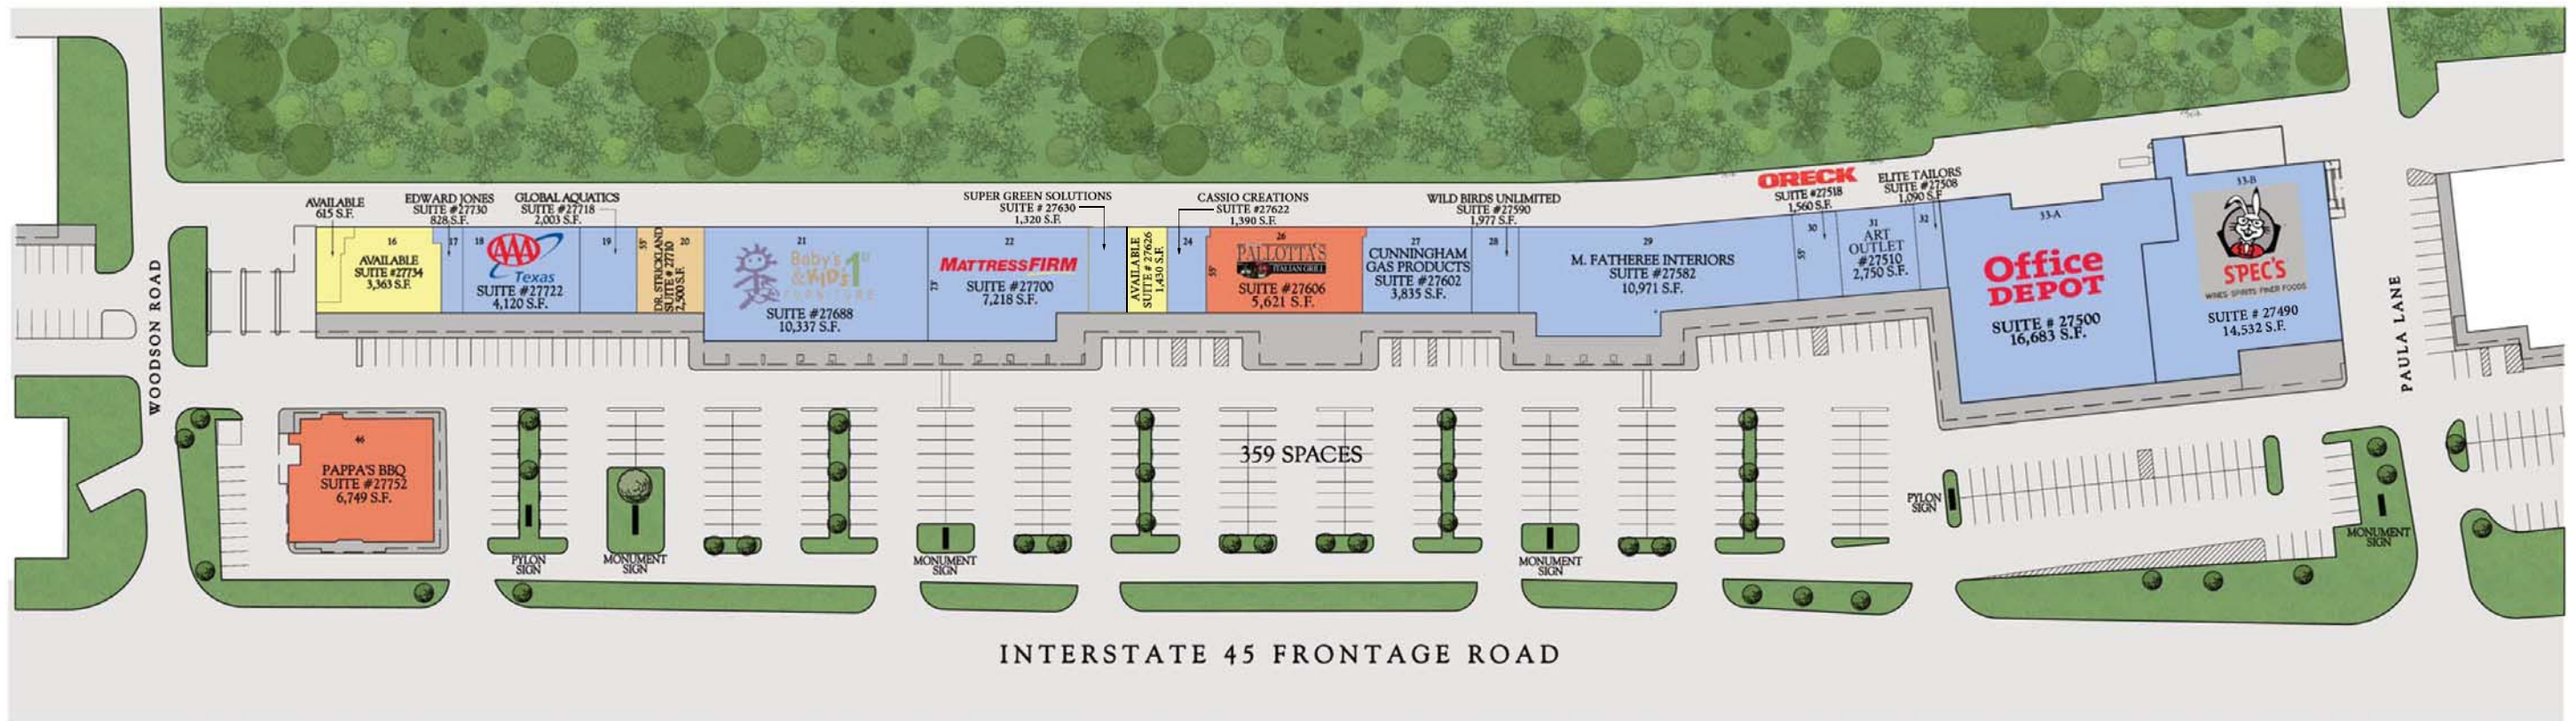 AVAILABLE
615 S.F.
EDWARD JONES
SUITE #27730
828 S.F.
GLOBAL AQUATICS
SUITE #27718
2,003 S.F.
SUPER GREEN SOLUTIONS
SUITE # 27630
1,320 S.F.
CASSIO CREATIONS
SUITE #27622
1,390 S.F.
WILD BIRDS UNLIMITED
SUITE #27590
1,977 S.F.
ORECK
SUITE #27518
1,560 S.F.
ELITE TAILORS
SUITE #27508
1,090 S.F.
16
AVAILABLE
SUITE #27734
3,363 S.F.
17
18
AAA
Texas
SUITE #27722
4,120 S.F.
19
55'
DR. STRICKLAND
SUITE # 27710
2,500 S.F.
20
21
Baby's 1st
& KiD's
FURNITURE
SUITE #27688
10,337 S.F.
22
MATTRESSFIRM
SUITE #27700
7,218 S.F.
73'
AVAILABLE
SUITE # 27626
1,430 S.F.
24
55'
26
PALLOTTA'S
ITALIAN GRILL
SUITE #27606
5,621 S.F.
27
CUNNINGHAM
GAS PRODUCTS
SUITE #27602
3,835 S.F.
28
29
M. FATHEREE INTERIORS
SUITE #27582
10,971 S.F.
30
55'
31
ART
OUTLET
#27510
2,750 S.F.
32
33-A
Office
DEPOT
SUITE # 27500
16,683 S.F.
33-B
SPEC'S
WINES SPIRITS FINER FOODS
SUITE # 27490
14,532 S.F.
WOODSON ROAD
PAULA LANE
46
PAPPA'S BBQ
SUITE #27752
6,749 S.F.
359 SPACES
PYLON
SIGN
MONUMENT
SIGN
MONUMENT
SIGN
MONUMENT
SIGN
PYLON
SIGN
MONUMENT
SIGN
INTERSTATE 45 FRONTAGE ROAD